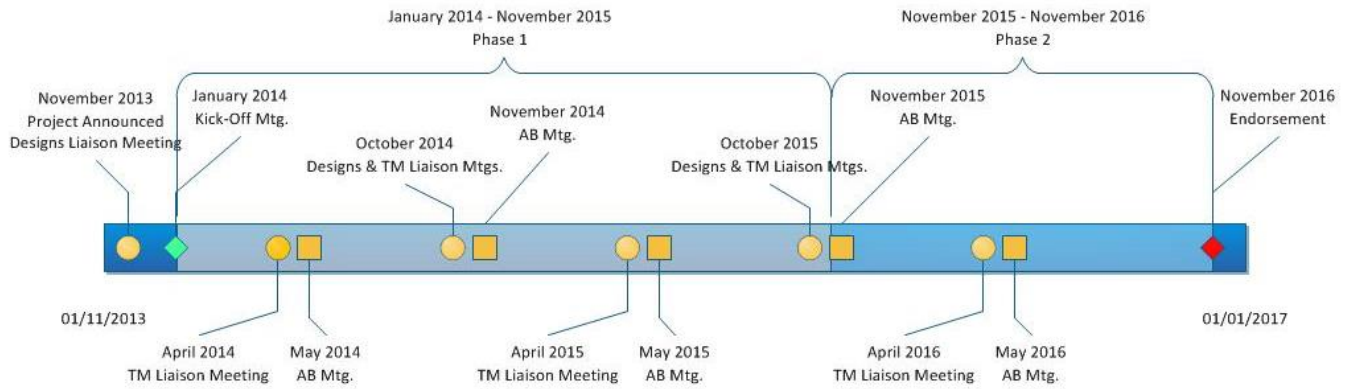 January 2014 - November 2015
Phase 1
November 2015 - November 2016
Phase 2
November 2013
Project Announced
Designs Liaison Meeting
January 2014
Kick-Off Mtg.
October 2014
Designs & TM Liaison Mtgs.
November 2014
AB Mtg.
October 2015
Designs & TM Liaison Mtgs.
November 2015
AB Mtg.
November 2016
Endorsement
01/11/2013
01/01/2017
April 2014
TM Liaison Meeting
May 2014
AB Mtg.
April 2015
TM Liaison Meeting
May 2015
AB Mtg.
April 2016
TM Liaison Meeting
May 2016
AB Mtg.